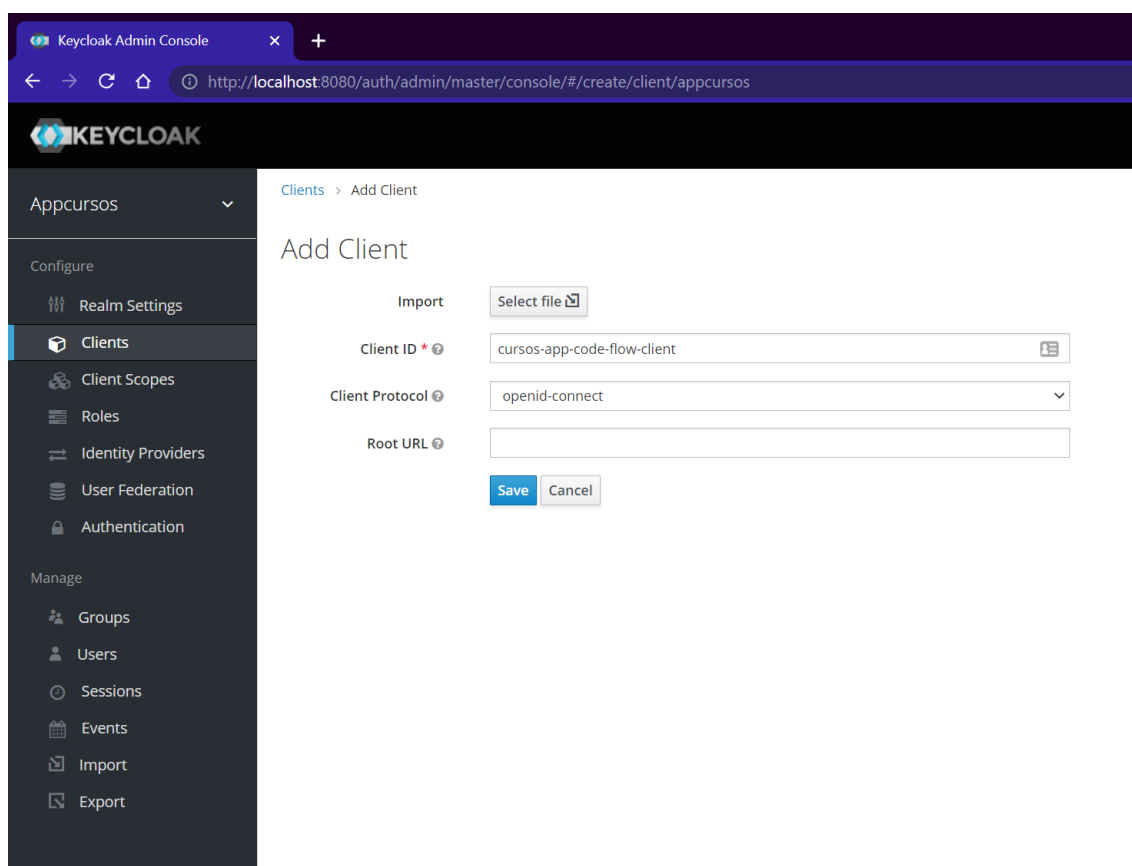 Keycloak Admin Console
http://localhost:8080/auth/admin/master/console/#/create/client/appcursos
KEYCLOAK
Appcursos
Configure
Realm Settings
Clients
Client Scopes
Roles
Identity Providers
User Federation
Authentication
Manage
Groups
Users
Sessions
Events
Import
Export
Clients > Add Client
Add Client
Import Select file
Client ID * cursos-app-code-flow-client
Client Protocol openid-connect
Root URL
Save Cancel